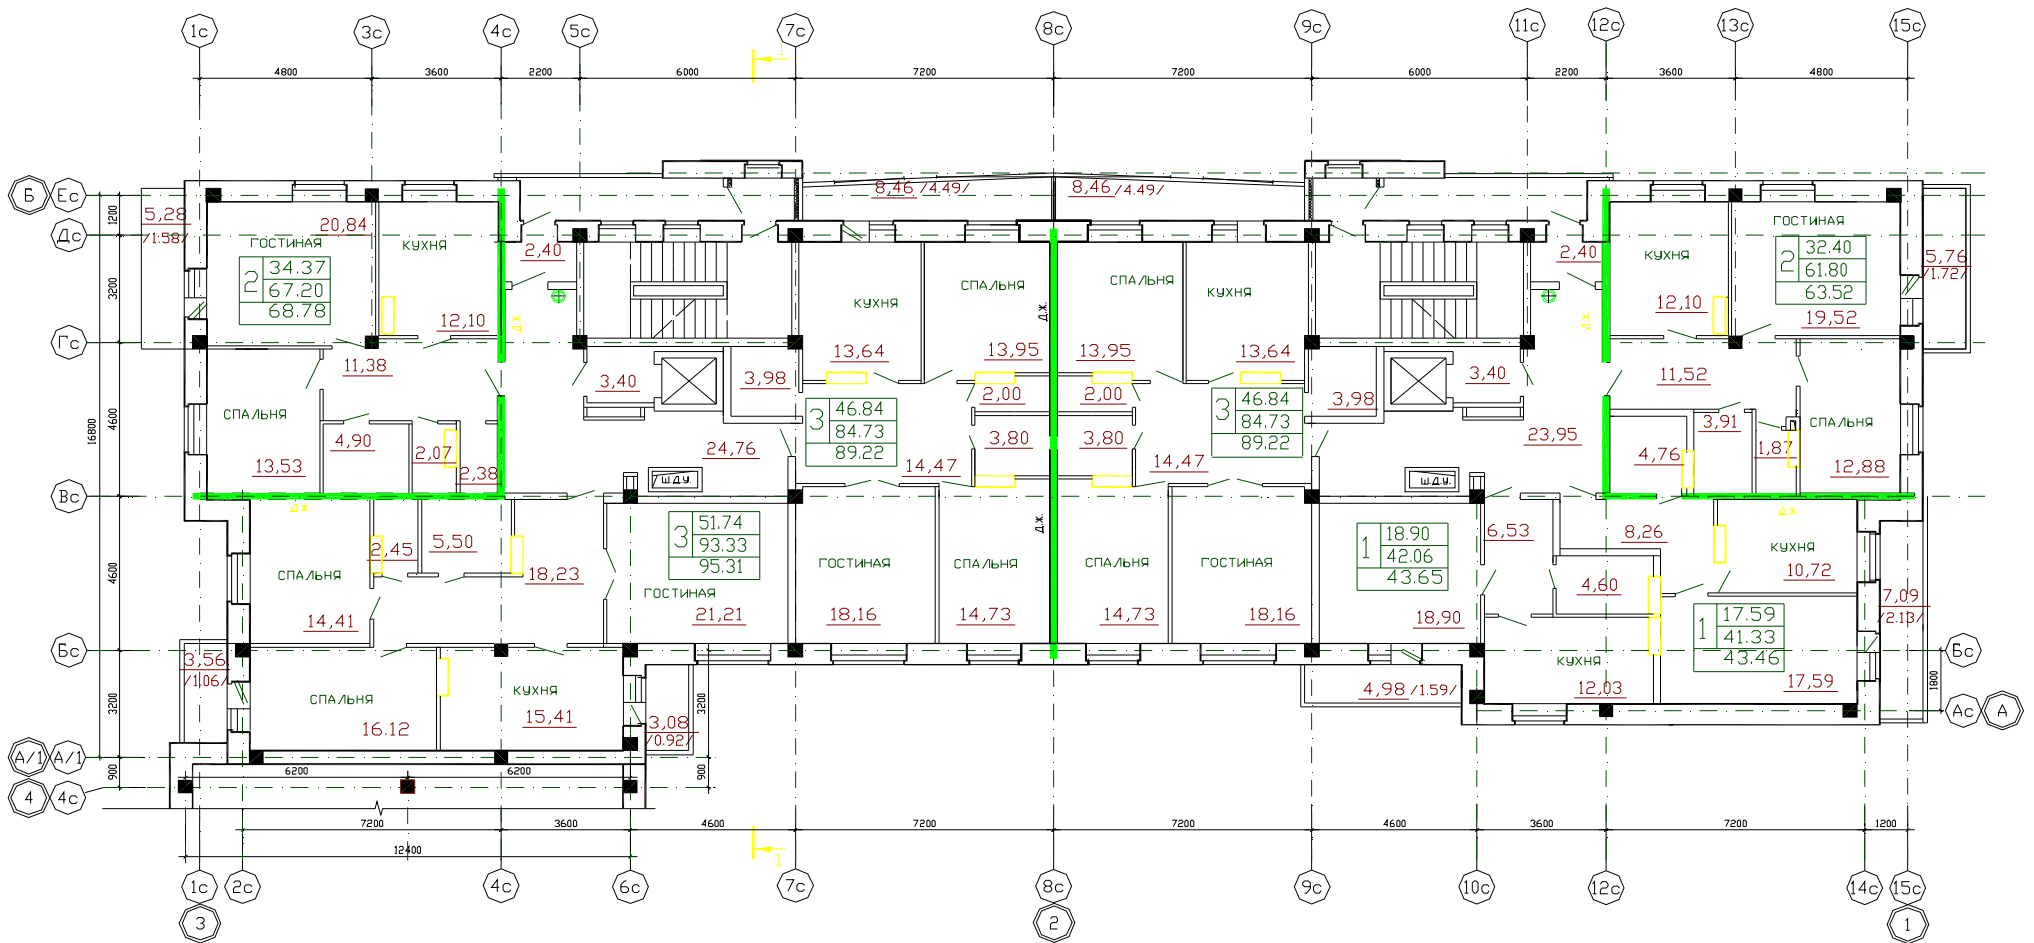 1с 3с 4с 5с 7с 8с 9с 11с 12с 13с 15с
4800 3600 2200 6000 7200 7200 6000 2200 3600 4800
1
Б Ес
Дс
Гс
Вс
Бс
А/1 А/1
4 4с
1200
3200
4600
4600
3200
900
16800
5,28
/1.58/
20,84
ГОСТИНАЯ
2 34.37
67.20
68.78
КУХНЯ
12,10
2,40
Д.Х.
11,38
СПАЛЬНЯ
13,53
4,90
2,07
2,38
3,40
3,98
24,76
Ш.Д.У.
8,46 /4.49/
8,46 /4.49/
КУХНЯ
13,64
СПАЛЬНЯ
13,95
Д.Ж.
СПАЛЬНЯ
13,95
КУХНЯ
13,64
2,00
2,00
3 46.84
84.73
89.22
3,80
3,80
14,47
14,47
3 46.84
84.73
89.22
3,98
3,40
23,95
Ш.Д.У.
2,40
Д.Х.
КУХНЯ
12,10
ГОСТИНАЯ
2 32.40
61.80
63.52
19,52
5,76
/1.72/
11,52
3,91
4,76
1,87
СПАЛЬНЯ
12,88
Д.Х.
СПАЛЬНЯ
14,41
2,45
5,50
18,23
3 51.74
93.33
95.31
ГОСТИНАЯ
21,21
ГОСТИНАЯ
18,16
СПАЛЬНЯ
14,73
Д.Ж.
СПАЛЬНЯ
14,73
ГОСТИНАЯ
18,16
1 18.90
42.06
43.65
18,90
6,53
8,26
4,60
Д.Х.
КУХНЯ
10,72
1 17.59
41.33
43.46
17,59
7,09
/2.13/
КУХНЯ
12,03
4,98 /1.59/
3,56
/1.06/
СПАЛЬНЯ
16.12
КУХНЯ
15,41
3,08
/0.92/
3200
900
Бс
1800
Ас А
6200 6200
7200 3600 4600 7200 7200 4600 3600 7200 1200
12400
1
1с 2с 4с 6с 7с 8с 9с 10с 12с 14с 15с
3 2 1